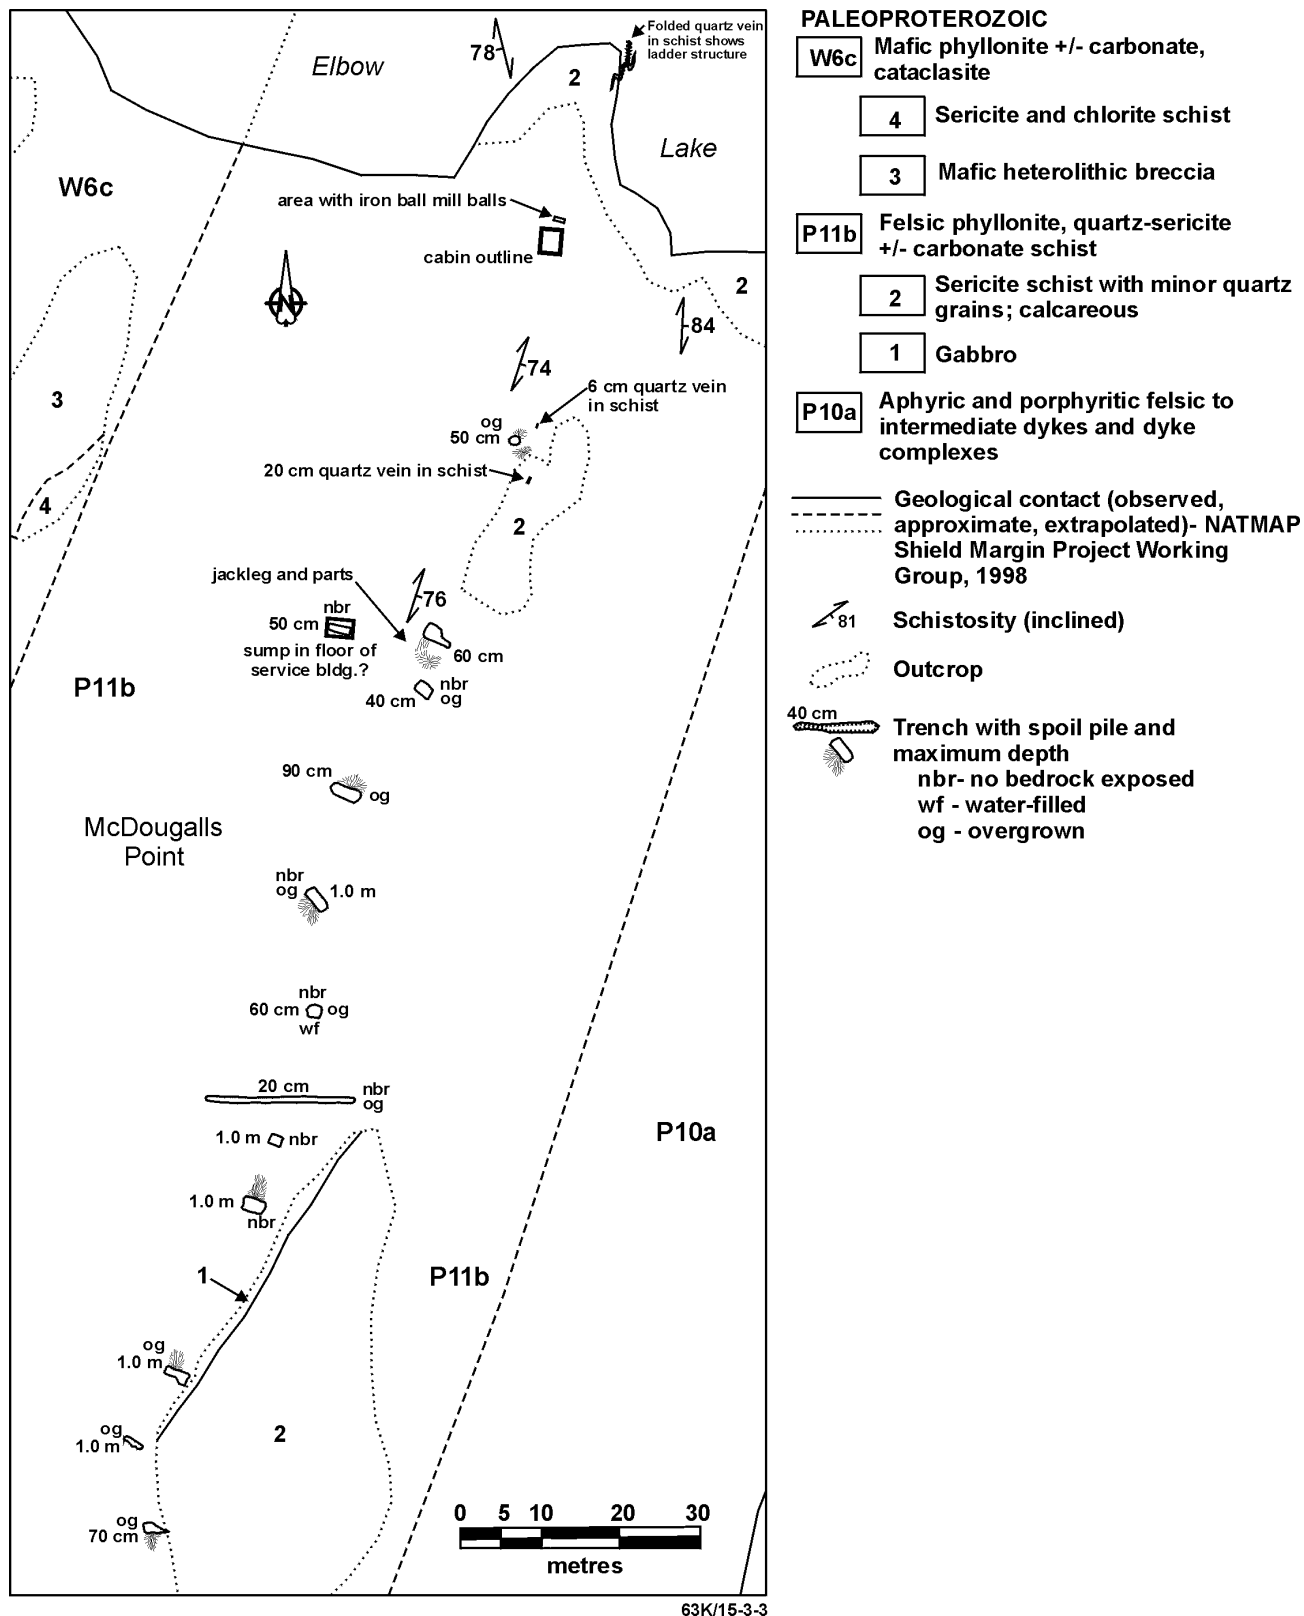 Elbow
78
Folded quartz vein
in schist shows
ladder structure
2
Lake
W6c
area with iron ball mill balls
cabin outline
N
2
84
74
3
6 cm quartz vein
in schist
og
50 cm
20 cm quartz vein in schist
4
2
jackleg and parts
76
nbr
50 cm
sump in floor of
service bldg.?
60 cm
P11b
nbr
40 cm
og
90 cm
og
McDougalls
Point
nbr
og
1.0 m
nbr
60 cm
og
wf
20 cm
nbr
og
1.0 m
nbr
P10a
1.0 m
nbr
1
P11b
og
1.0 m
og
1.0 m
2
og
70 cm
0 5 10 20 30
metres
63K/15-3-3
PALEOPROTEROZOIC
W6c
Mafic phyllonite +/- carbonate,
cataclasite
4
Sericite and chlorite schist
3
Mafic heterolithic breccia
P11b
Felsic phyllonite, quartz-sericite
+/- carbonate schist
2
Sericite schist with minor quartz
grains; calcareous
1
Gabbro
P10a
Aphyric and porphyritic felsic to
intermediate dykes and dyke
complexes
Geological contact (observed,
approximate, extrapolated)- NATMAP
Shield Margin Project Working
Group, 1998
81
Schistosity (inclined)
Outcrop
40 cm
Trench with spoil pile and
maximum depth
nbr- no bedrock exposed
wf - water-filled
og - overgrown